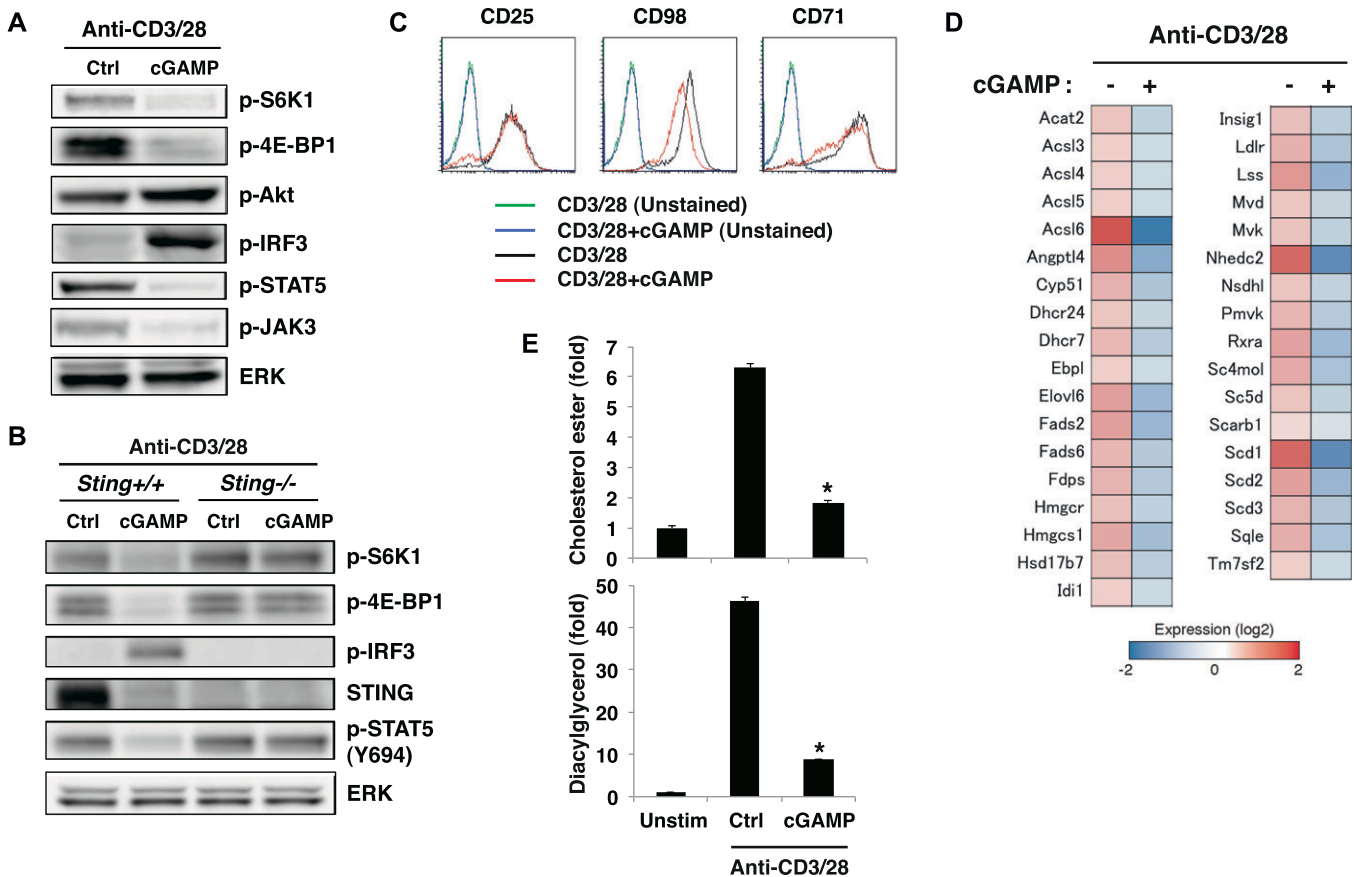 A
Anti-CD3/28
Ctrl cGAMP
p-S6K1
p-4E-BP1
p-Akt
p-IRF3
p-STAT5
p-JAK3
ERK
B
Anti-CD3/28
Sting+/+ Sting-/-
Ctrl cGAMP Ctrl cGAMP
p-S6K1
p-4E-BP1
p-IRF3
STING
p-STAT5
(Y694)
ERK
C
CD25 CD98 CD71
CD3/28 (Unstained)
CD3/28+cGAMP (Unstained)
CD3/28
CD3/28+cGAMP
D
Anti-CD3/28
cGAMP : - + - +
Acat2
Acsl3
Acsl4
Acsl5
Acsl6
Angptl4
Cyp51
Dhcr24
Dhcr7
Ebpl
Elovl6
Fads2
Fads6
Fdps
Hmgcr
Hmgcs1
Hsd17b7
Idi1
Insig1
Ldlr
Lss
Mvd
Mvk
Nhedc2
Nsdhl
Pmvk
Rxra
Sc4mol
Sc5d
Scarb1
Scd1
Scd2
Scd3
Sqle
Tm7sf2
Expression (log2)
-2 0 2
E
Cholesterol ester (fold)
7
6
5
4
3
2
1
0
*
Diacylglycerol (fold)
50
40
30
20
10
0
*
Unstim Ctrl cGAMP
Anti-CD3/28